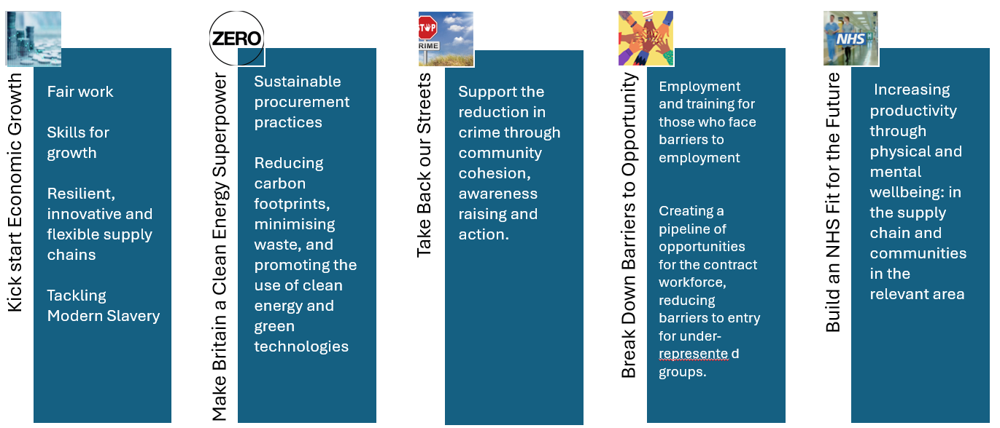 Kick start Economic Growth
Fair work
Skills for
growth
Resilient,
innovative and
flexible supply
chains
Tackling
Modern Slavery
ZERO
Make Britain a Clean Energy Superpower
Sustainable
procurement
practices
Reducing
carbon
footprints,
minimising
waste, and
promoting the
use of clean
energy and
green
technologies
STOP
RIME
Take Back our Streets
Support the
reduction in
crime through
community
cohesion,
awareness
raising and
action.
Break Down Barriers to Opportunity
Employment
and training for
those who face
barriers to
employment
Creating a
pipeline of
opportunities
for the contract
workforce,
reducing
barriers to entry
for under-
represente d
groups.
NHS
Build an NHS Fit for the Future
Increasing
productivity
through
physical and
mental
wellbeing: in
the supply
chain and
communities
in the
relevant area